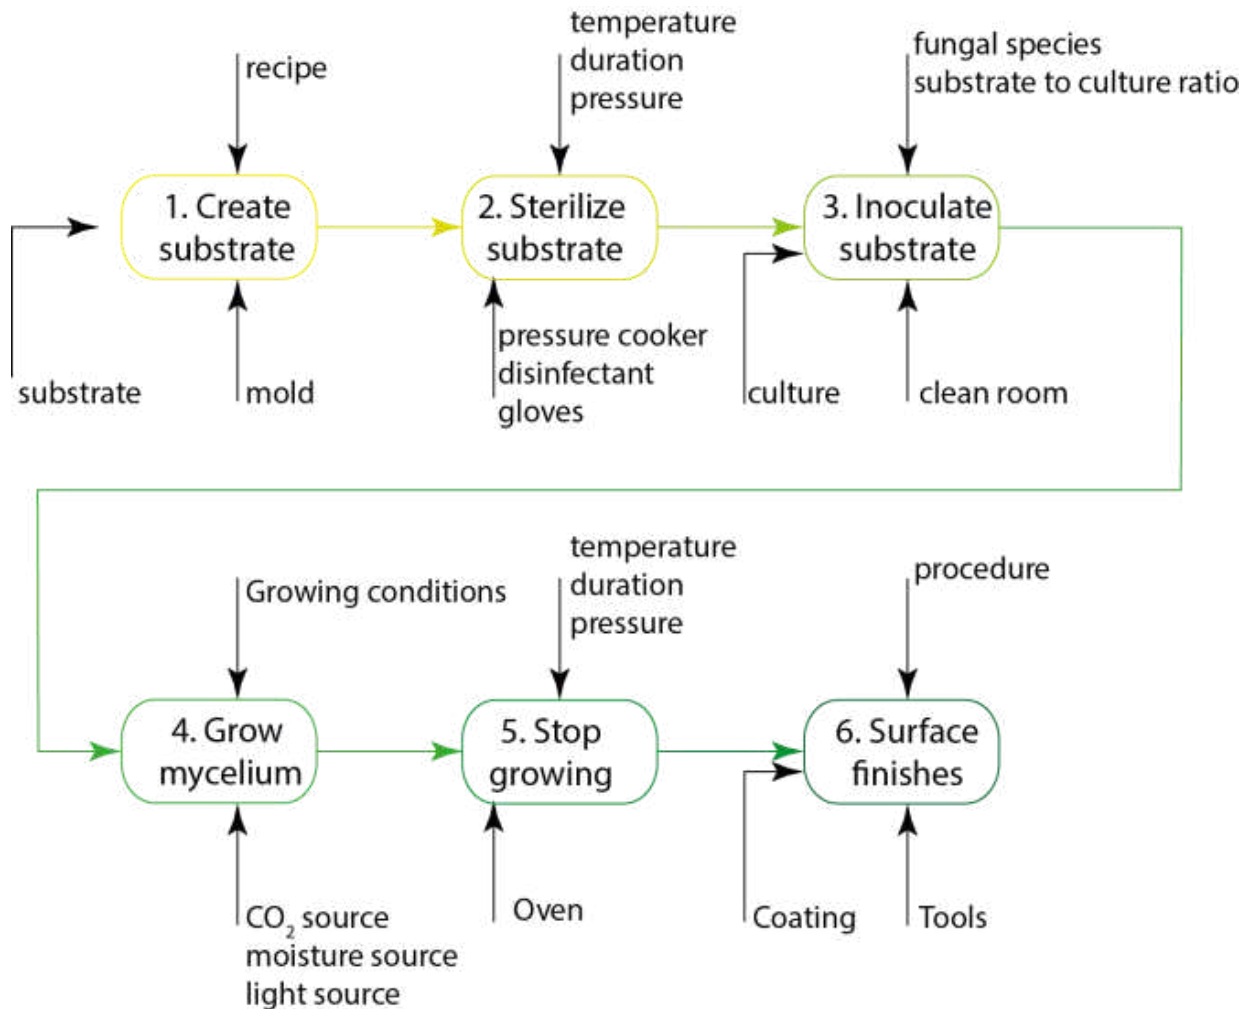 recipe
temperature
duration
pressure
fungal species
substrate to culture ratio
1. Create
substrate
2. Sterilize
substrate
3. Inoculate
substrate
substrate
mold
pressure cooker
disinfectant
gloves
culture
clean room
Growing conditions
temperature
duration
pressure
procedure
4. Grow
mycelium
5. Stop
growing
6. Surface
finishes
CO₂ source
moisture source
light source
Oven
Coating
Tools